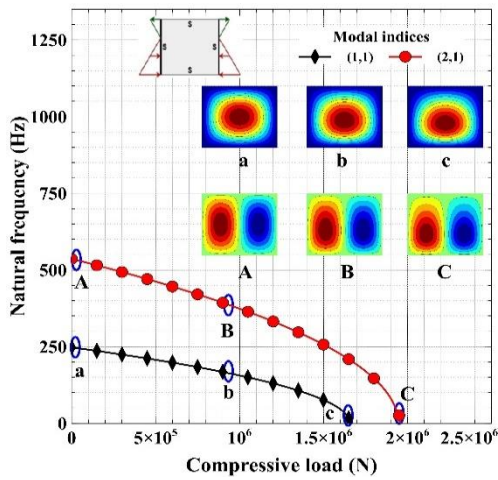 Modal indices
(1,1) (2,1)
S
S S
S
a b c
A B C
A
B
C
a
b
c
Natural frequency (Hz)
1250
1000
750
500
250
0
0 5×10⁵ 10⁶ 1.5×10⁶ 2×10⁶ 2.5×10⁶
Compressive load (N)